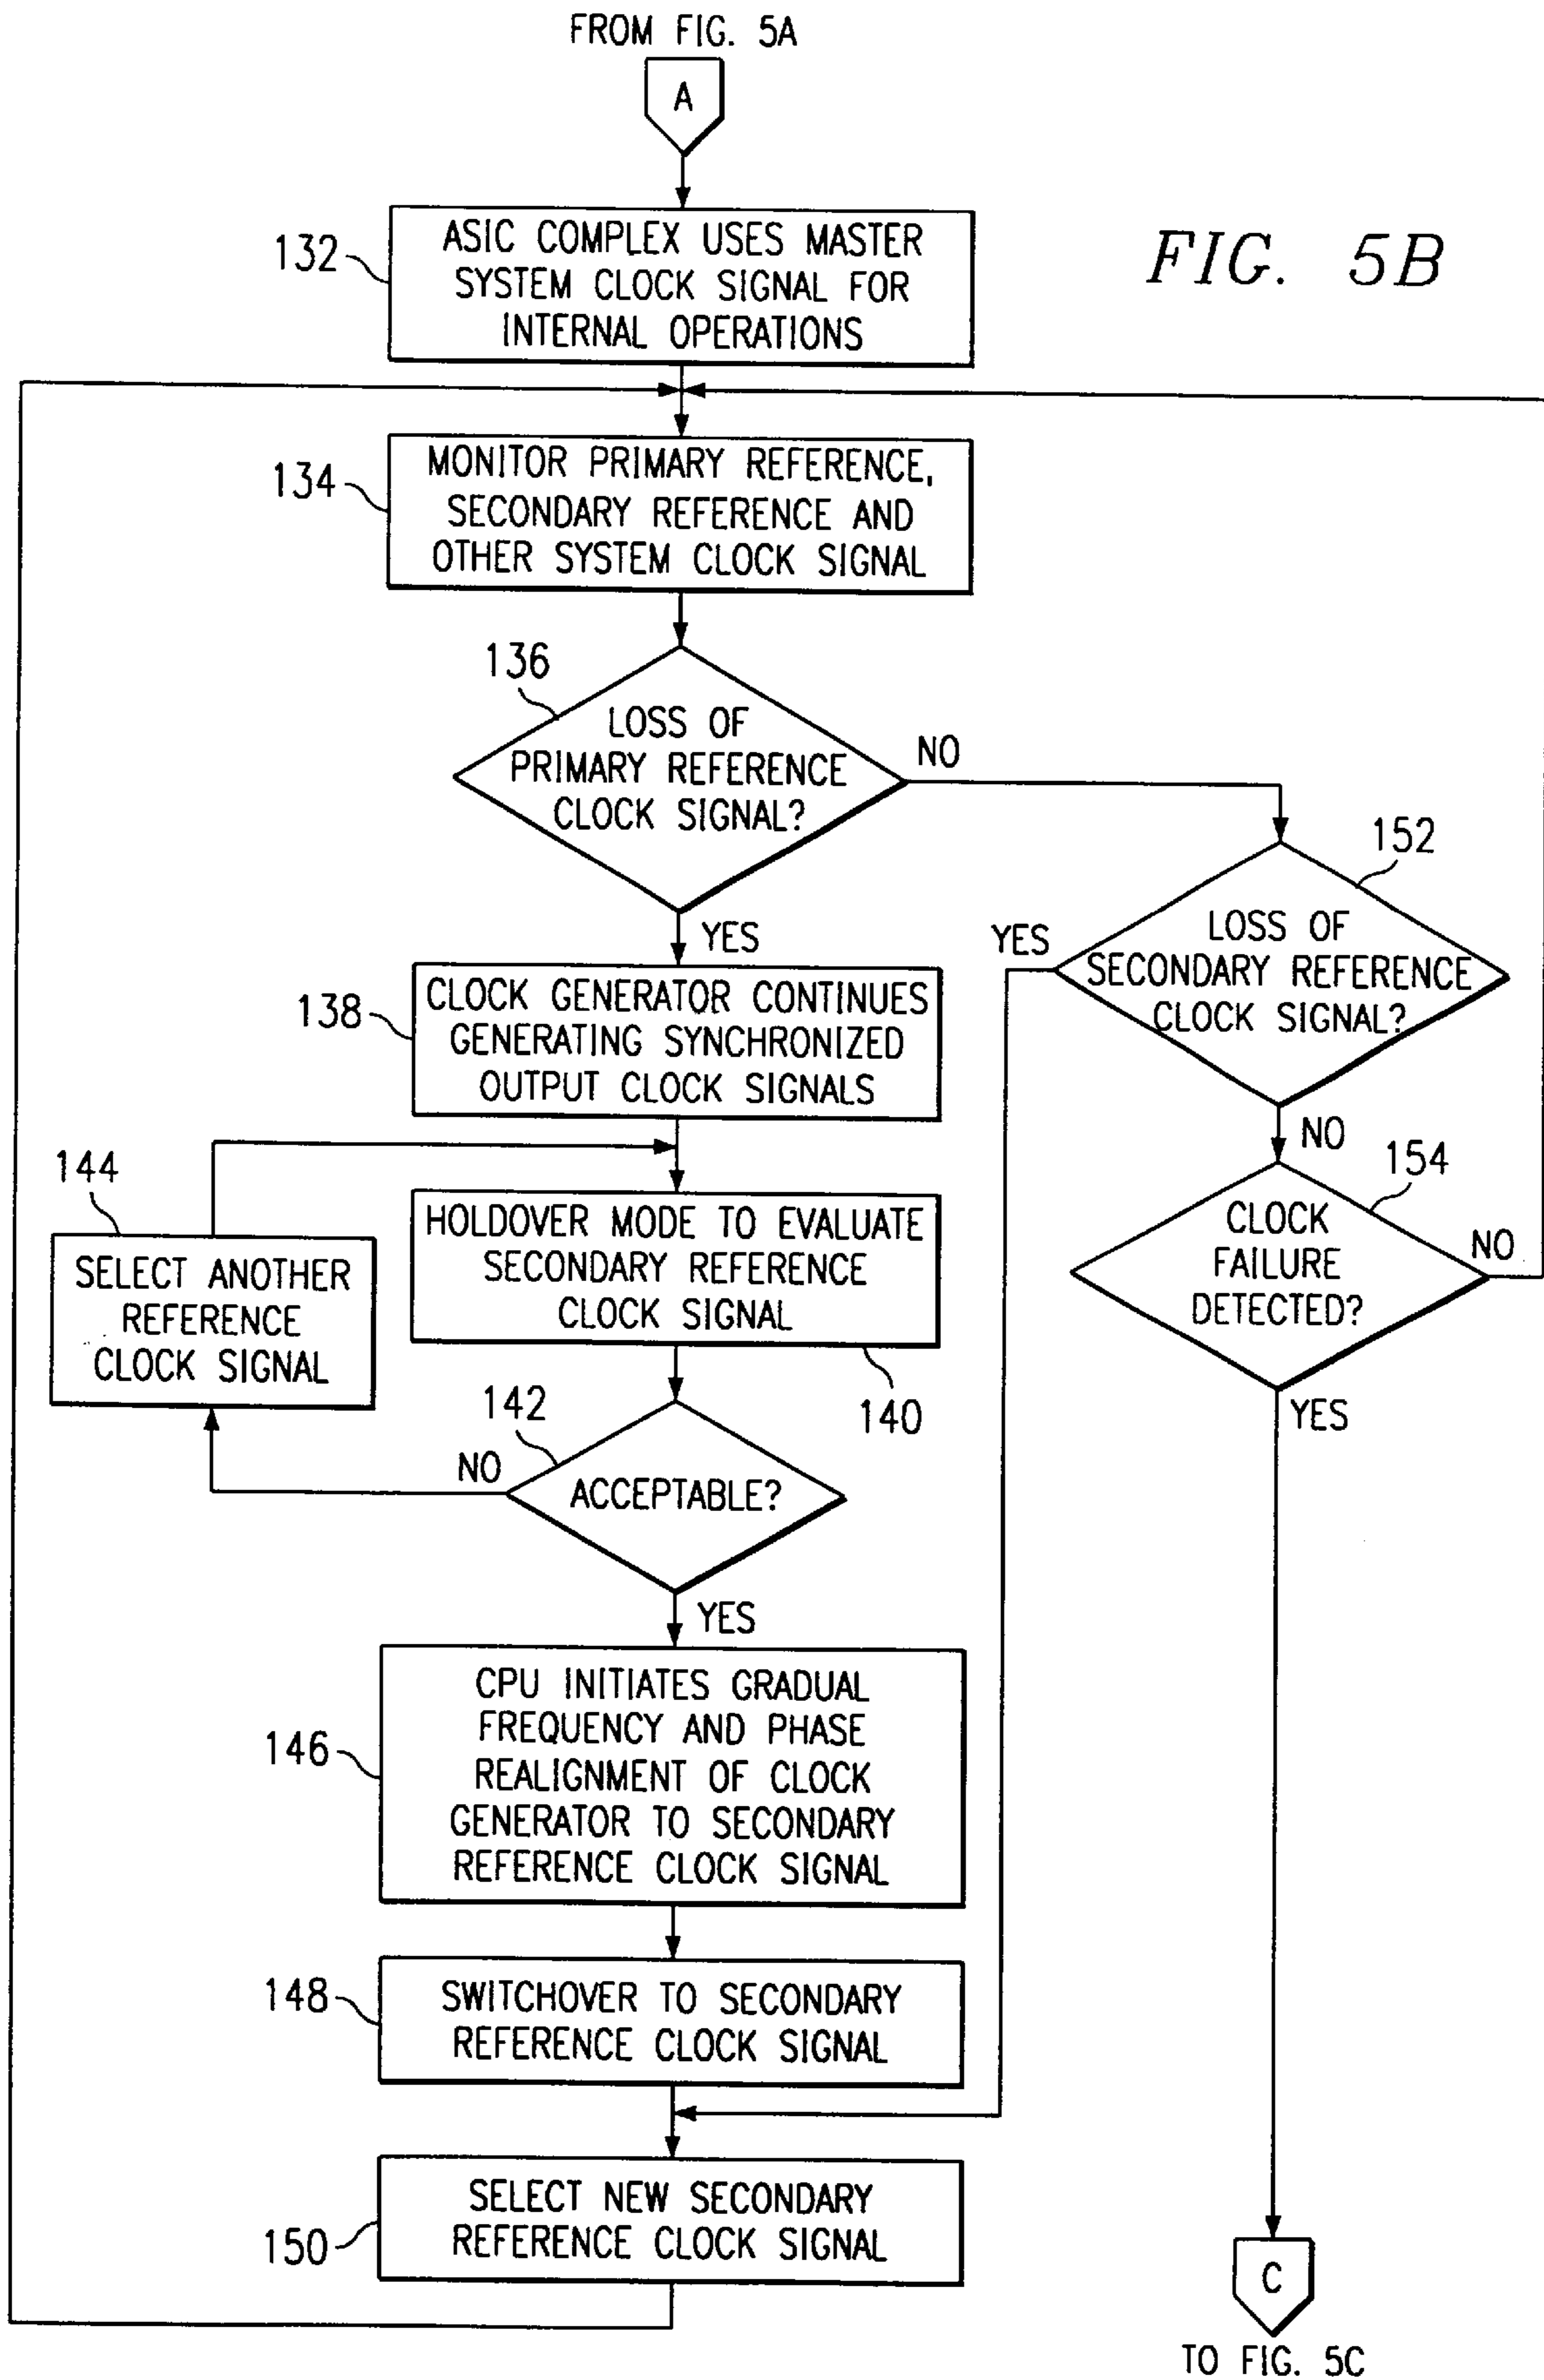 FROM FIG. 5A
A
FIG. 5B
132
ASIC COMPLEX USES MASTER
SYSTEM CLOCK SIGNAL FOR
INTERNAL OPERATIONS
134
MONITOR PRIMARY REFERENCE,
SECONDARY REFERENCE AND
OTHER SYSTEM CLOCK SIGNAL
136
LOSS OF
PRIMARY REFERENCE
CLOCK SIGNAL?
NO
YES
152
LOSS OF
SECONDARY REFERENCE
CLOCK SIGNAL?
YES
NO
138
CLOCK GENERATOR CONTINUES
GENERATING SYNCHRONIZED
OUTPUT CLOCK SIGNALS
154
CLOCK
FAILURE
DETECTED?
NO
YES
144
SELECT ANOTHER
REFERENCE
CLOCK SIGNAL
HOLDOVER MODE TO EVALUATE
SECONDARY REFERENCE
CLOCK SIGNAL
140
142
NO
ACCEPTABLE?
YES
146
CPU INITIATES GRADUAL
FREQUENCY AND PHASE
REALIGNMENT OF CLOCK
GENERATOR TO SECONDARY
REFERENCE CLOCK SIGNAL
148
SWITCHOVER TO SECONDARY
REFERENCE CLOCK SIGNAL
150
SELECT NEW SECONDARY
REFERENCE CLOCK SIGNAL
C
TO FIG. 5C